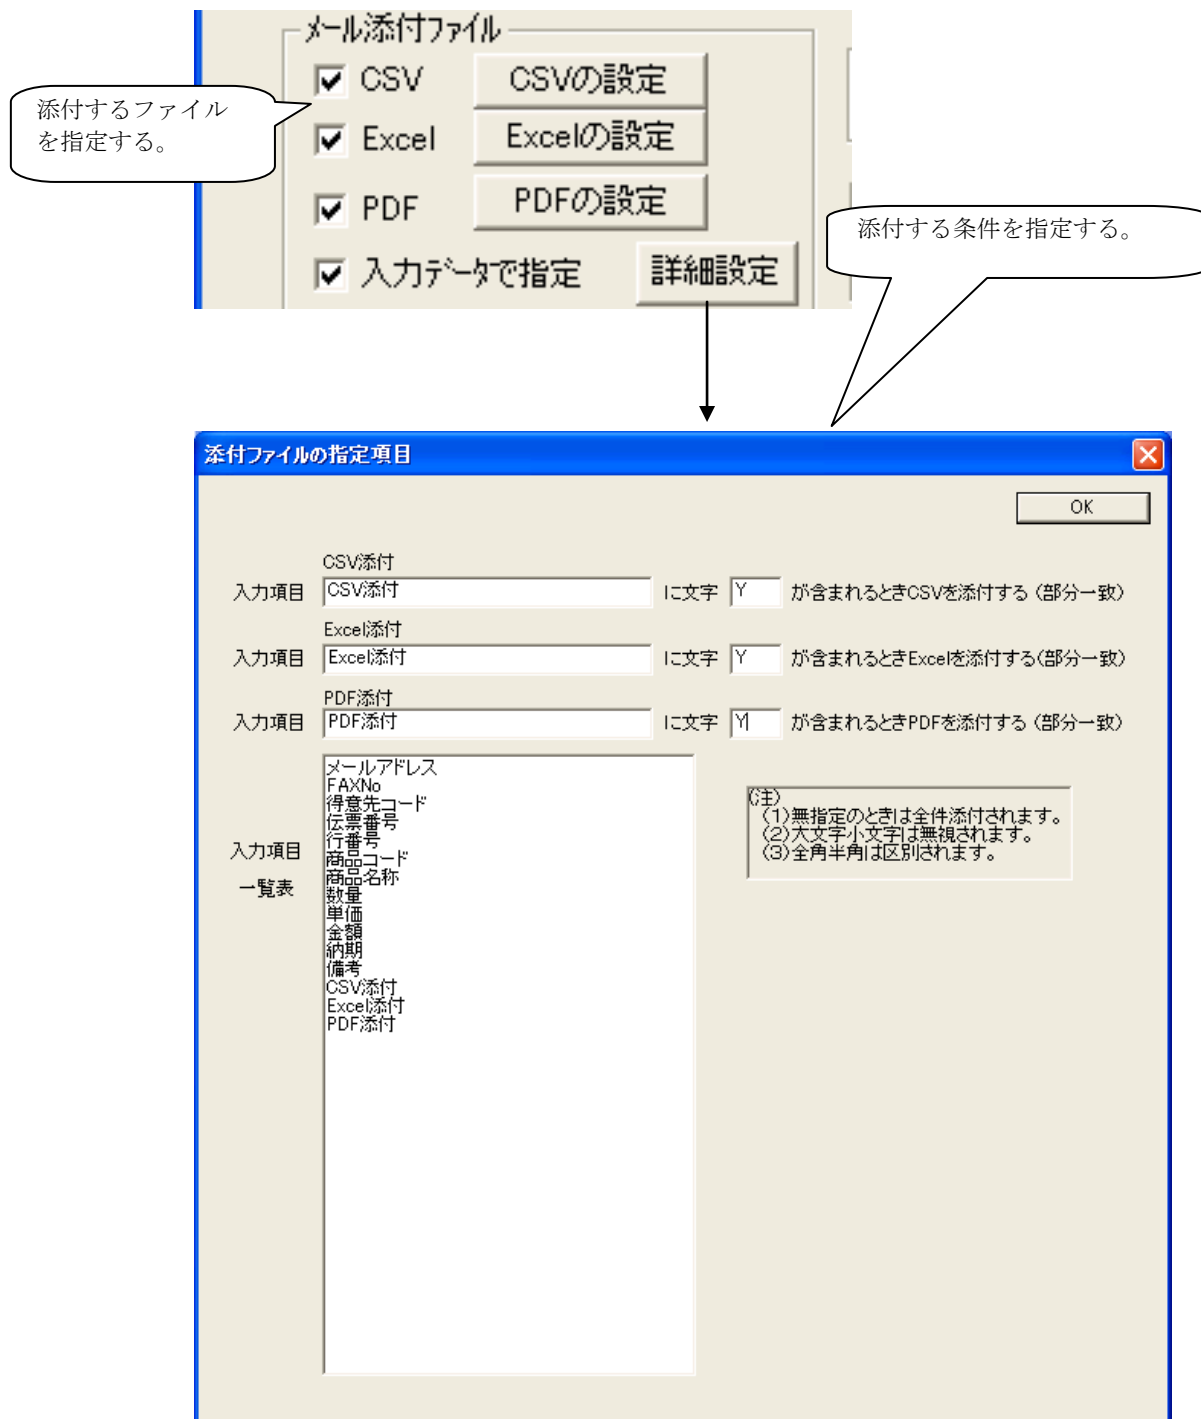 メール添付ファイル
CSV CSVの設定
添付するファイル
を指定する。
Excel Excelの設定
PDF PDFの設定
添付する条件を指定する。
入力データで指定 詳細設定
添付ファイルの指定項目
OK
CSV添付
入力項目 CSV添付 に文字 Y が含まれるときCSVを添付する（部分一致）
Excel添付
入力項目 Excel添付 に文字 Y が含まれるときExcelを添付する(部分一致)
PDF添付
入力項目 PDF添付 に文字 Y が含まれるときPDFを添付する（部分一致）
入力項目
一覧表
メールアドレス
FAXNo
得意先コード
伝票番号
行番号
商品コード
商品名称
数量
単価
金額
納期
備考
CSV添付
Excel添付
PDF添付
(注)
(1)無指定のときは全件添付されます。
(2)大文字小文字は無視されます。
(3)全角半角は区別されます。